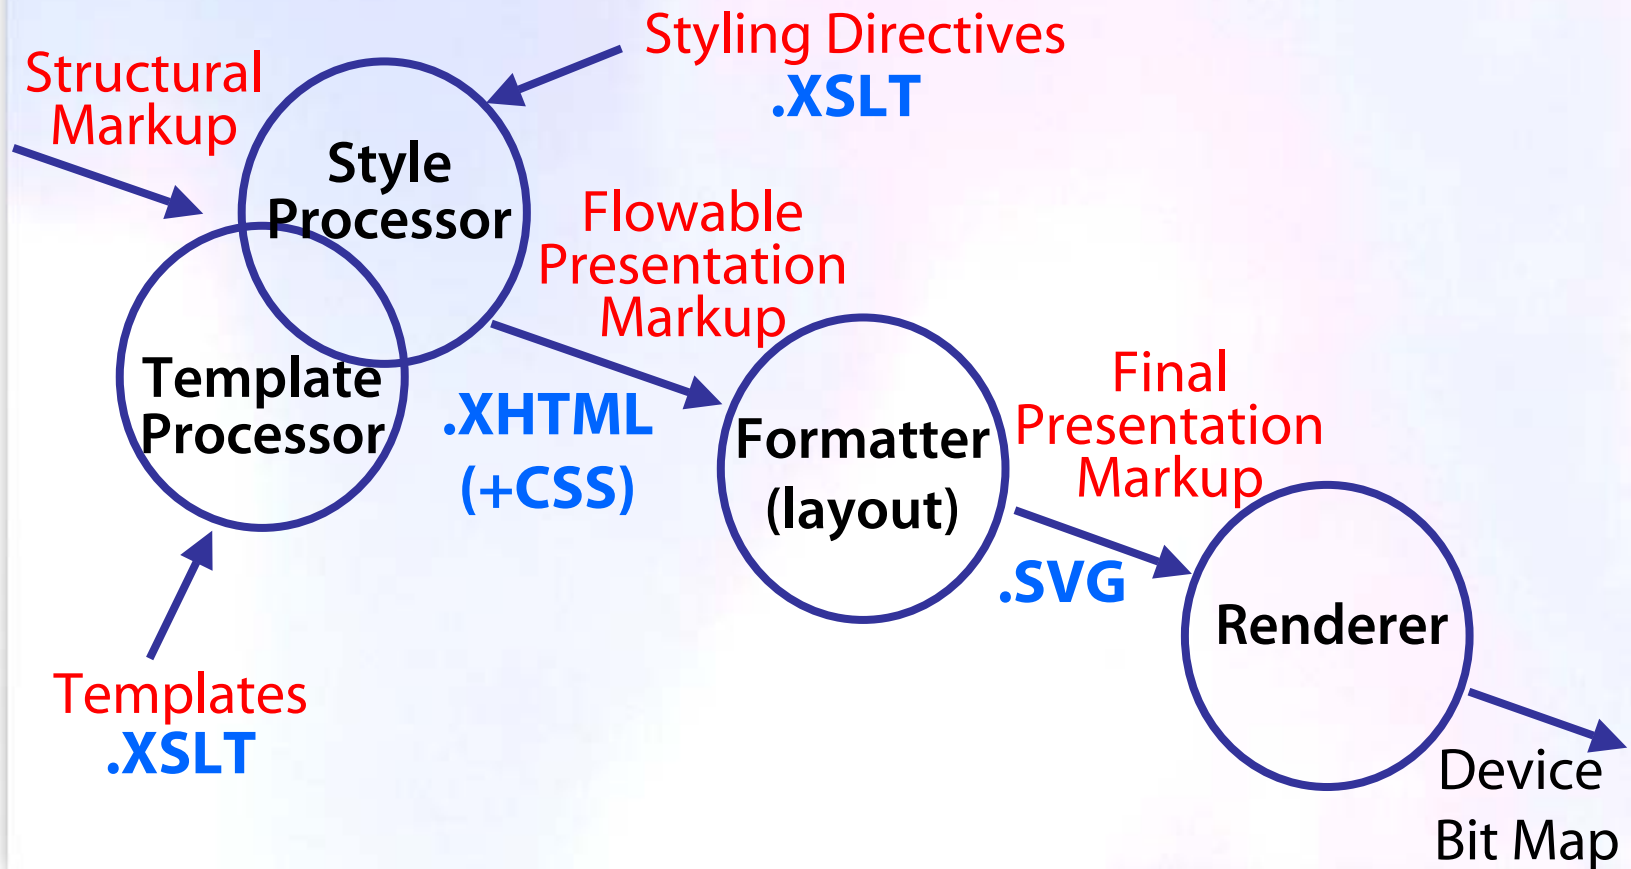 Styling Directives
.XSLT
Structural
Markup
Style
Processor
Flowable
Presentation
Markup
Template
Processor
.XHTML
(+CSS)
Formatter
(layout)
Final
Presentation
Markup
.SVG
Renderer
Templates
.XSLT
Device
Bit Map